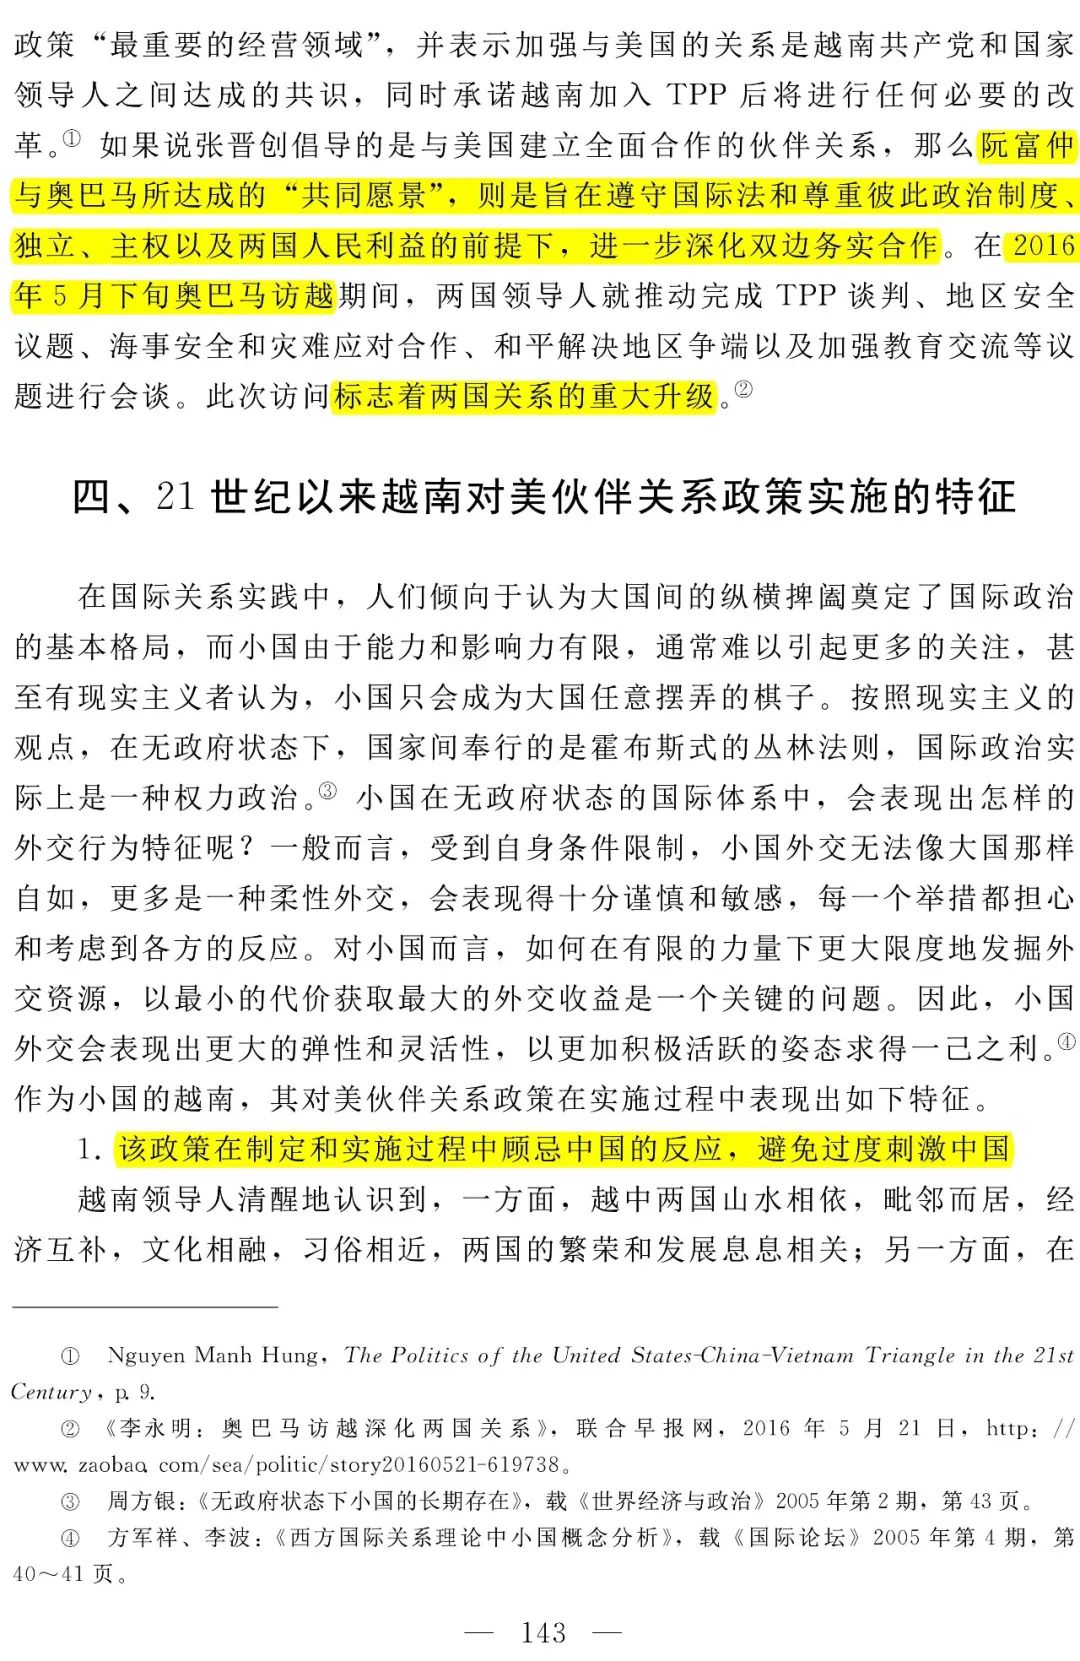 政策“最重要的经营领域”，并表示加强与美国的关系是越南共产党和国家
领导人之间达成的共识，同时承诺越南加入 TPP 后将进行任何必要的改
革。① 如果说张晋创倡导的是与美国建立全面合作的伙伴关系，那么阮富仲
与奥巴马所达成的“共同愿景”，则是旨在遵守国际法和尊重彼此政治制度、
独立、主权以及两国人民利益的前提下，进一步深化双边务实合作。在 2016
年 5 月下旬奥巴马访越期间，两国领导人就推动完成 TPP 谈判、地区安全
议题、海事安全和灾难应对合作、和平解决地区争端以及加强教育交流等议
题进行会谈。此次访问标志着两国关系的重大升级。②
四、21 世纪以来越南对美伙伴关系政策实施的特征
在国际关系实践中，人们倾向于认为大国间的纵横捭阖奠定了国际政治
的基本格局，而小国由于能力和影响力有限，通常难以引起更多的关注，甚
至有现实主义者认为，小国只会成为大国任意摆弄的棋子。按照现实主义的
观点，在无政府状态下，国家间奉行的是霍布斯式的丛林法则，国际政治实
际上是一种权力政治。③ 小国在无政府状态的国际体系中，会表现出怎样的
外交行为特征呢？一般而言，受到自身条件限制，小国外交无法像大国那样
自如，更多是一种柔性外交，会表现得十分谨慎和敏感，每一个举措都担心
和考虑到各方的反应。对小国而言，如何在有限的力量下更大限度地发掘外
交资源，以最小的代价获取最大的外交收益是一个关键的问题。因此，小国
外交会表现出更大的弹性和灵活性，以更加积极活跃的姿态求得一己之利。④
作为小国的越南，其对美伙伴关系政策在实施过程中表现出如下特征。
1. 该政策在制定和实施过程中顾忌中国的反应，避免过度刺激中国
越南领导人清醒地认识到，一方面，越中两国山水相依，毗邻而居，经
济互补，文化相融，习俗相近，两国的繁荣和发展息息相关；另一方面，在
① Nguyen Manh Hung, The Politics of the United States-China-Vietnam Triangle in the 21st
Century, p. 9.
② 《李永明：奥巴马访越深化两国关系》，联合早报网，2016 年 5 月 21 日，http: //
www. zaobao. com/sea/politic/story20160521-619738。
③ 周方银：《无政府状态下小国的长期存在》，载《世界经济与政治》2005 年第 2 期，第 43 页。
④ 方军祥、李波：《西方国际关系理论中小国概念分析》，载《国际论坛》2005 年第 4 期，第
40～41 页。
— 143 —